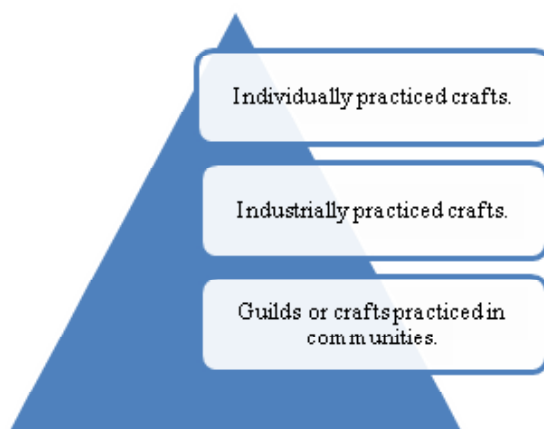 Individually practiced crafts.
Industrially practiced crafts.
Guilds or crafts practiced in
communities.